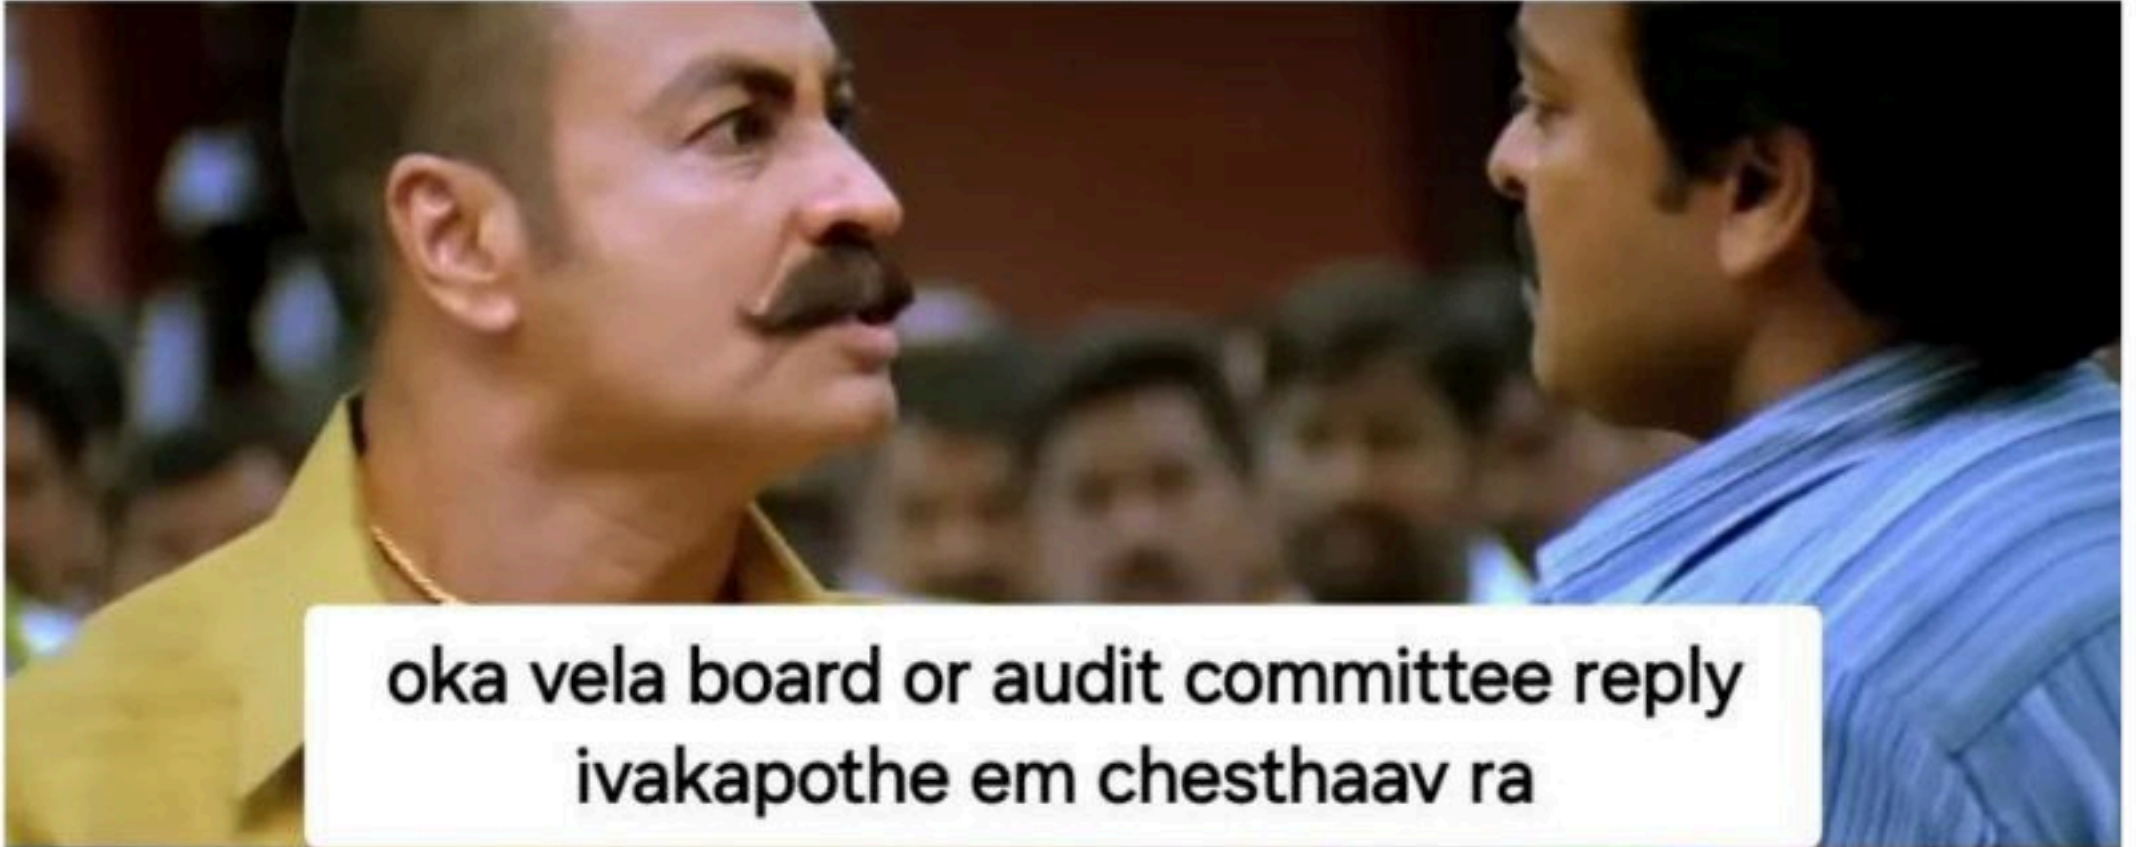 oka vela board or audit committee reply
ivakapothe em chesthaav ra